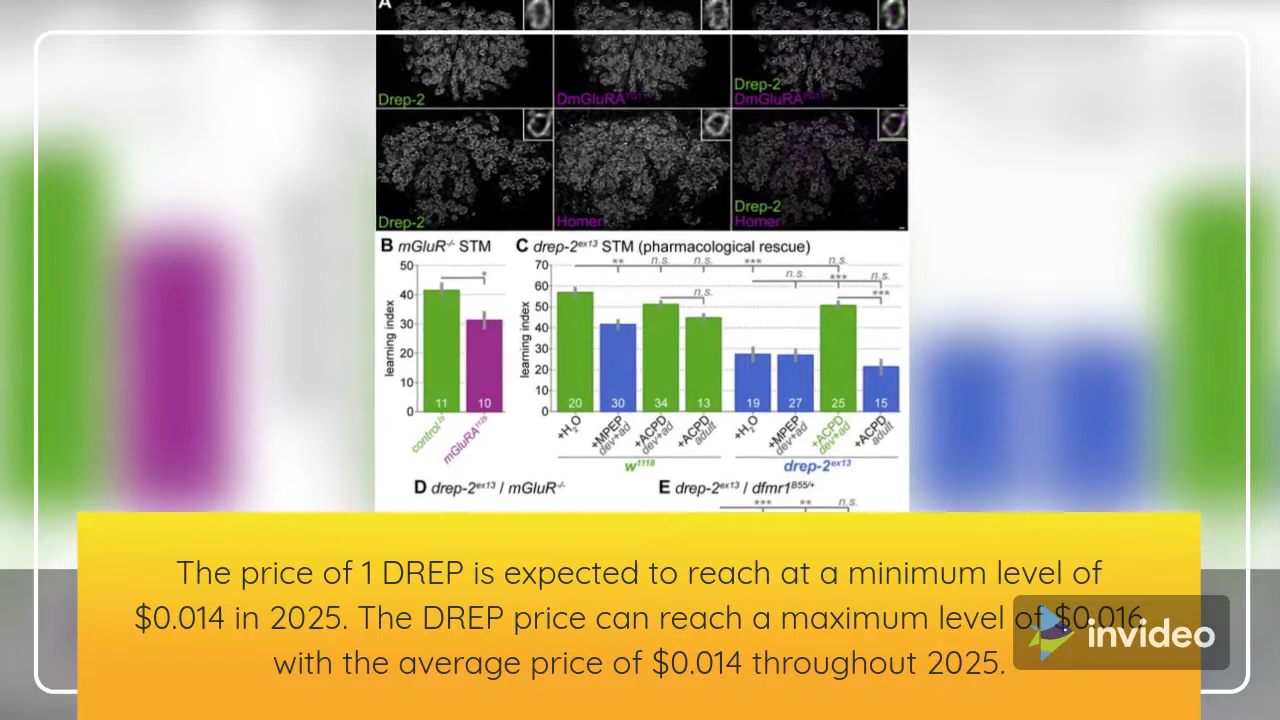 A
Drep-2
DmGluRA
Drep-2
DmGluRA
Drep-2
Homer
Drep-2
Homer
B mGluR-/- STM
C drep-2ex13 STM (pharmacological rescue)
50
40
30
20
10
0
learning index
*
11
10
control
mGluRA112b
70
60
50
40
30
20
10
0
learning index
** n.s. n.s. *** n.s.
n.s. *** n.s.
n.s. ***
20
30
34
13
19
27
25
15
+H2O
+MPEP
dev+ad
+ACPD
dev+ad
+ACPD
adult
+H2O
+MPEP
dev+ad
+ACPD
dev+ad
+ACPD
adult
w1118
drep-2ex13
D drep-2ex13 / mGluR-/-
E drep-2ex13 / dfmr1B55/+
*** ** n.s.
The price of 1 DREP is expected to reach at a minimum level of
$0.014 in 2025. The DREP price can reach a maximum level of $0.016
with the average price of $0.014 throughout 2025.
invideo